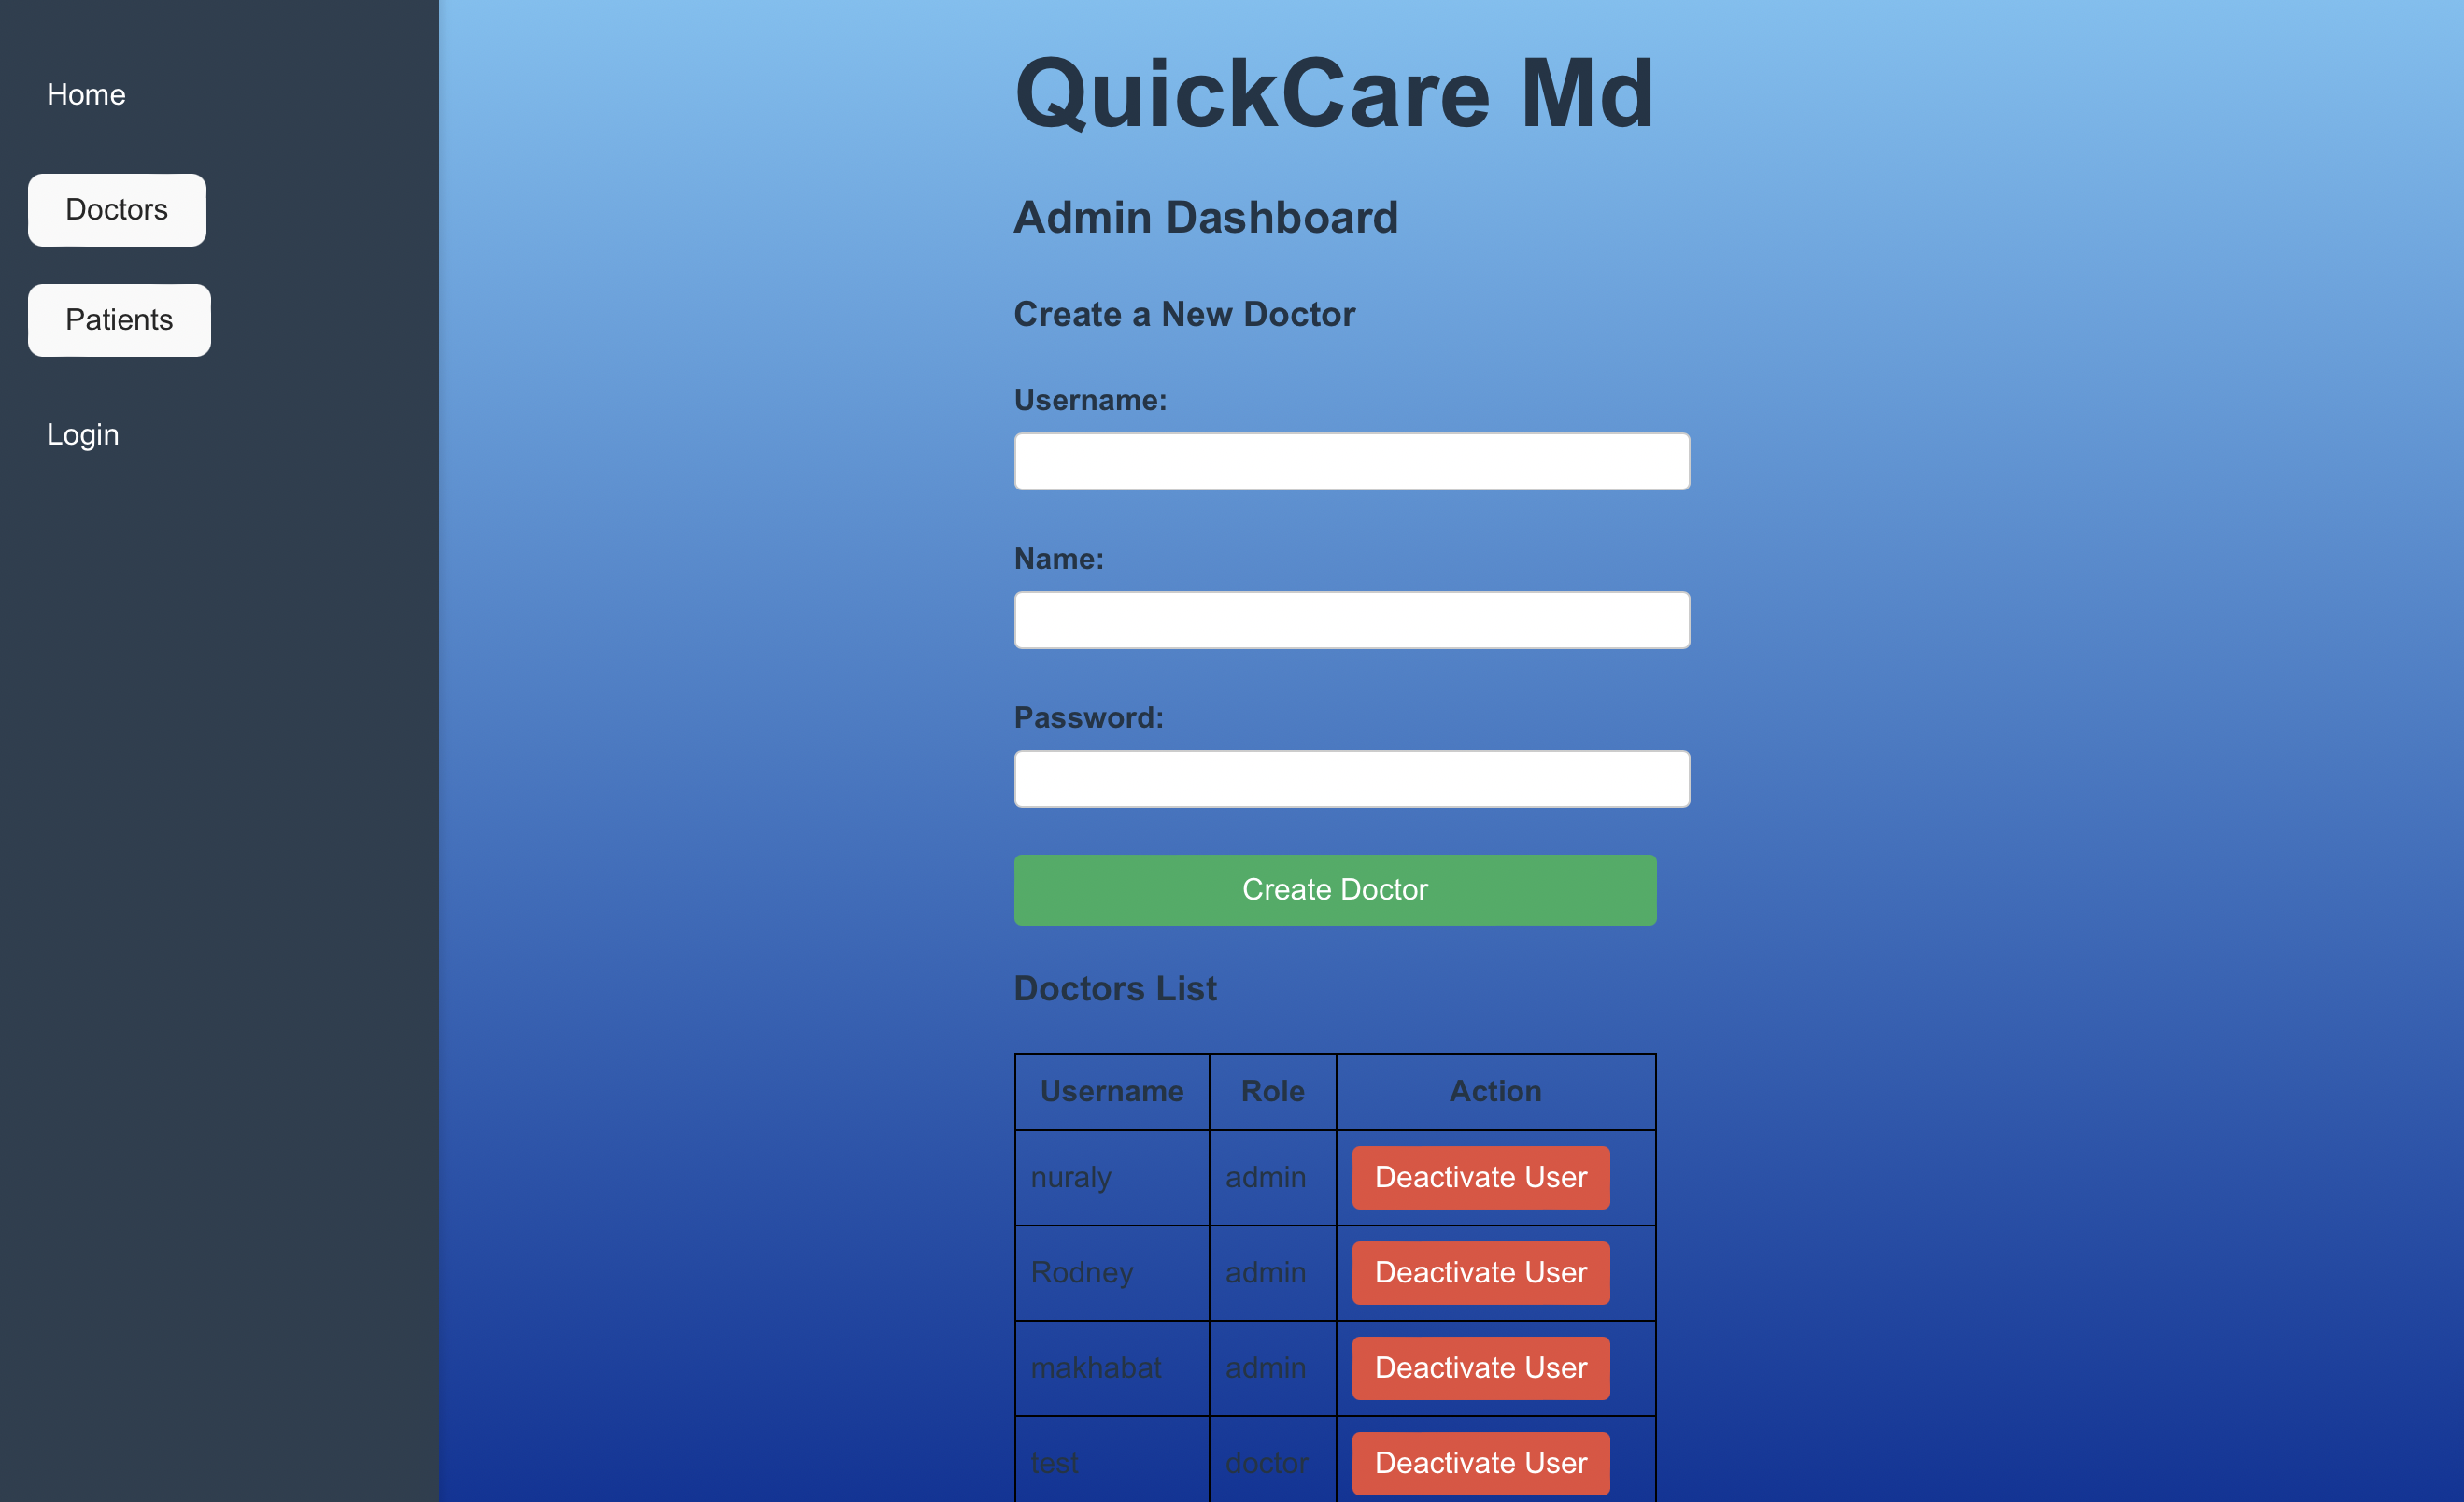 Home
Doctors
Patients
Login
QuickCare Md
Admin Dashboard
Create a New Doctor
Username:
Name:
Password:
Create Doctor
Doctors List
Username Role Action
nuraly admin Deactivate User
Rodney admin Deactivate User
makhabat admin Deactivate User
test doctor Deactivate User